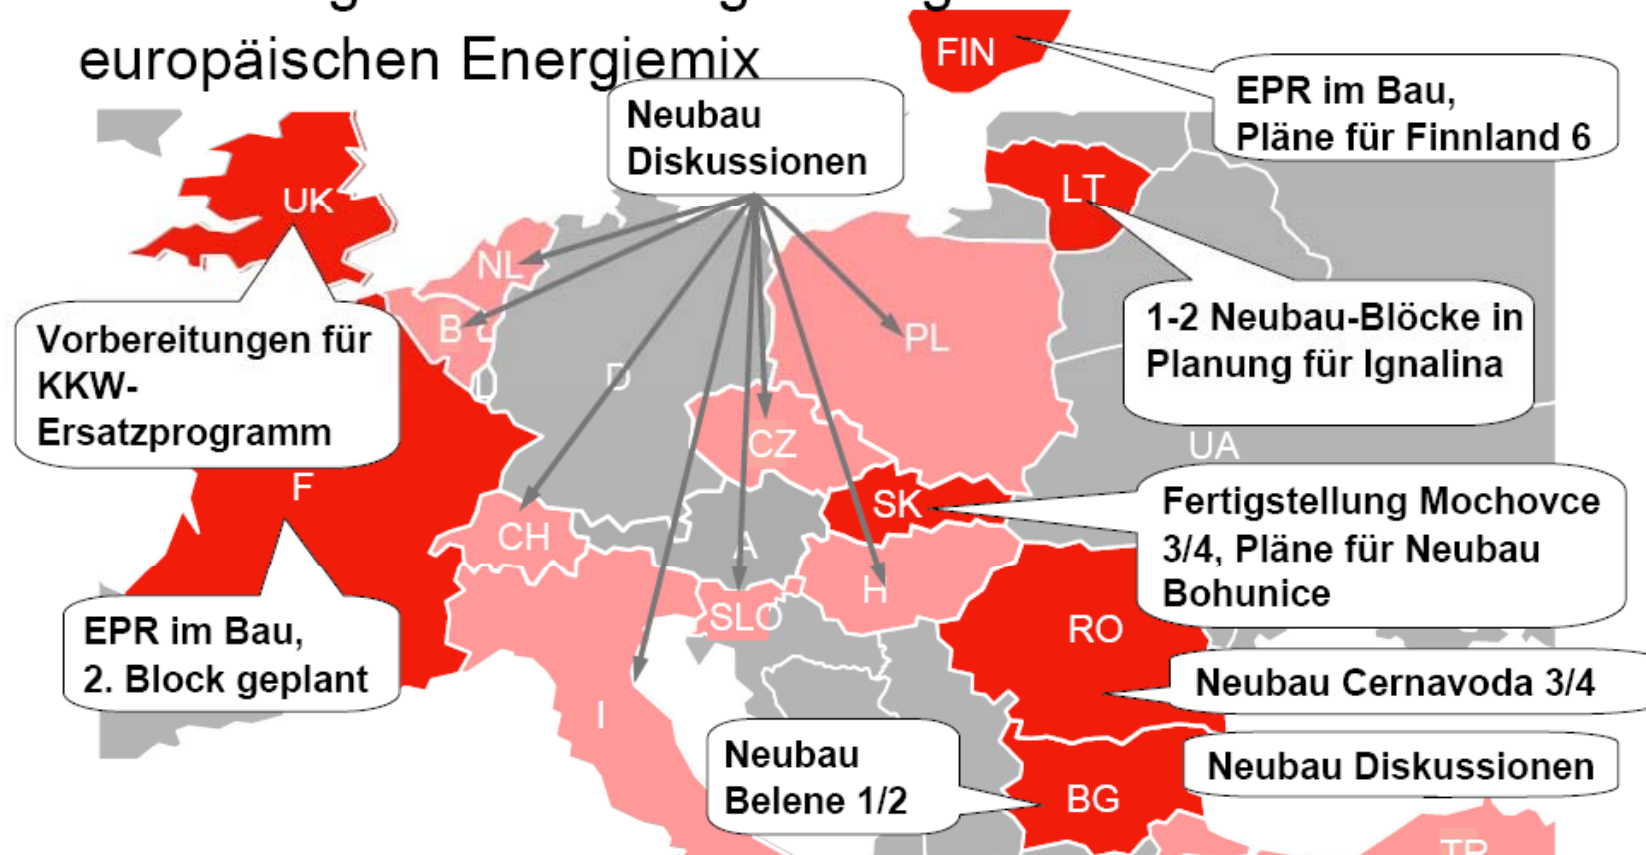 europäischen Energiemix
FIN
EPR im Bau,
Pläne für Finnland 6
Neubau
Diskussionen
UK
LT
NL
B
PL
D
1-2 Neubau-Blöcke in
Planung für Ignalina
Vorbereitungen für
KKW-
Ersatzprogramm
CZ
UA
F
SK
Fertigstellung Mochovce
3/4, Pläne für Neubau
Bohunice
CH
A
H
SLO
RO
EPR im Bau,
2. Block geplant
Neubau Cernavoda 3/4
I
Neubau
Belene 1/2
BG
Neubau Diskussionen
TR